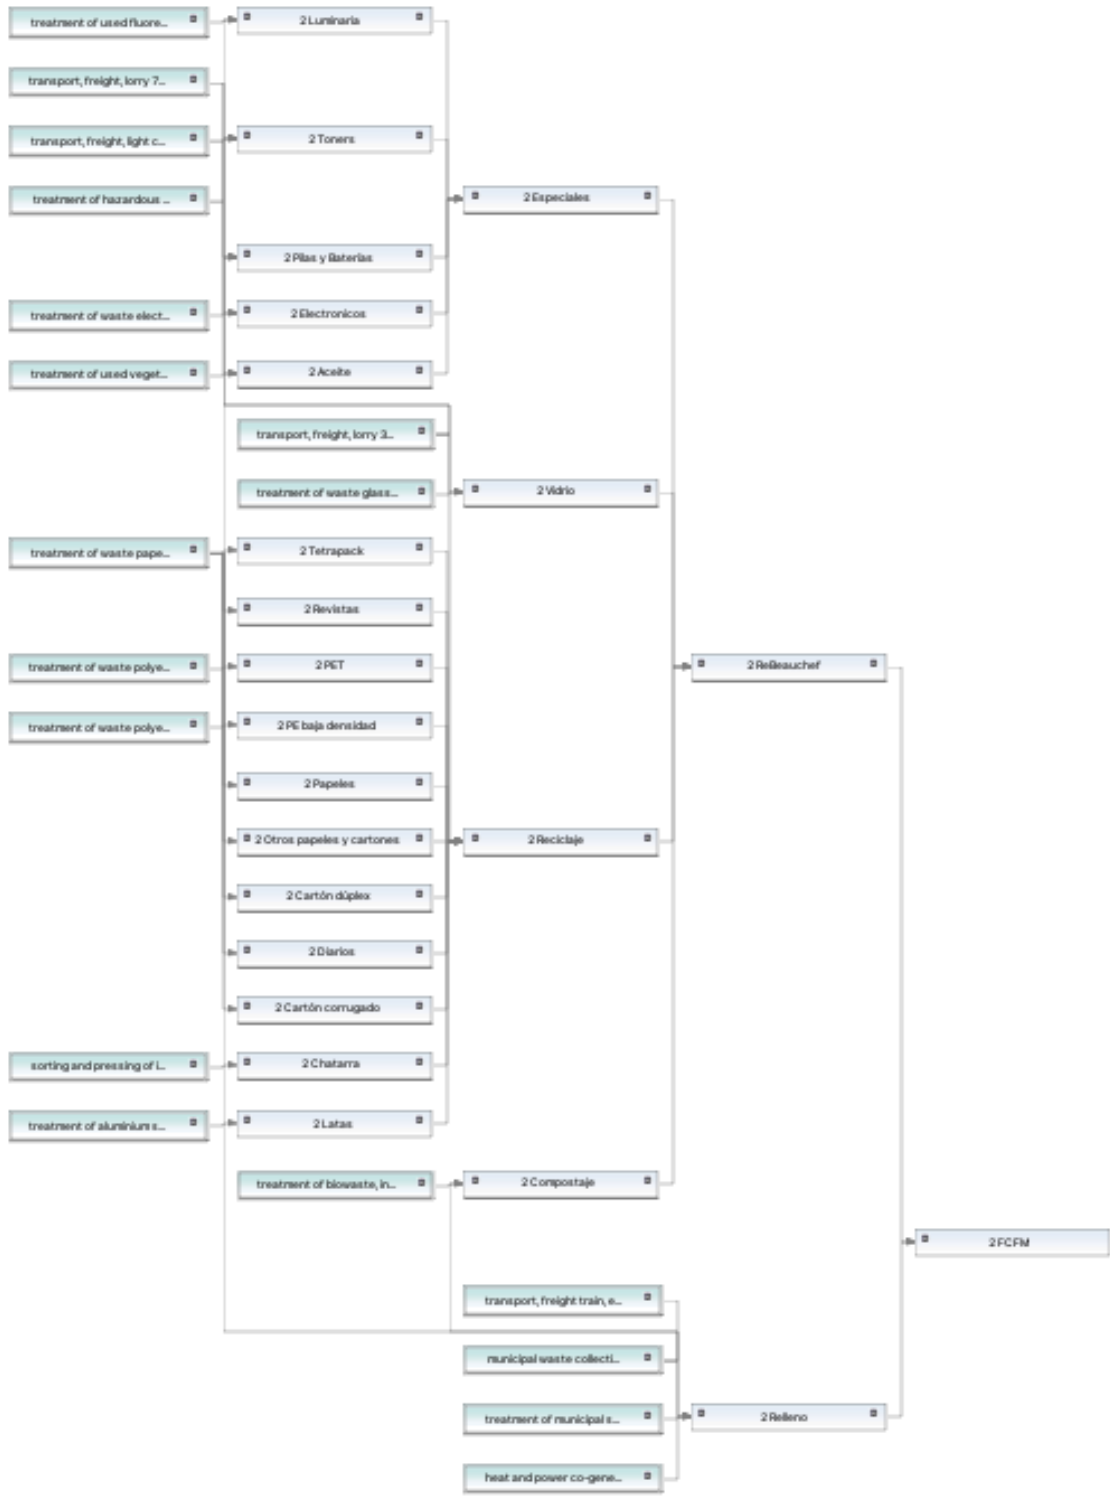 treatment of used fluore...
2 Luminaria
transport, freight, lorry 7...
transport, freight, light c...
2 Toners
treatment of hazardous ...
2 Especiales
2 Pilas y Baterías
treatment of waste elect...
2 Electronicos
treatment of used veget...
2 Aceite
transport, freight, lorry 3...
treatment of waste glass...
2 Vidrio
treatment of waste pape...
2 Tetrapack
2 Revistas
treatment of waste polye...
2 PET
2 ReBeauchef
treatment of waste polye...
2 PE baja densidad
2 Papeles
2 Otros papeles y cartones
2 Reciclaje
2 Cartón dúplex
2 Diarios
2 Cartón corrugado
sorting and pressing of i...
2 Chatarra
treatment of aluminium s...
2 Latas
treatment of biowaste, in...
2 Compostaje
2 FCFM
transport, freight train, e...
municipal waste collecti...
treatment of municipal s...
2 Relleno
heat and power co-gene...